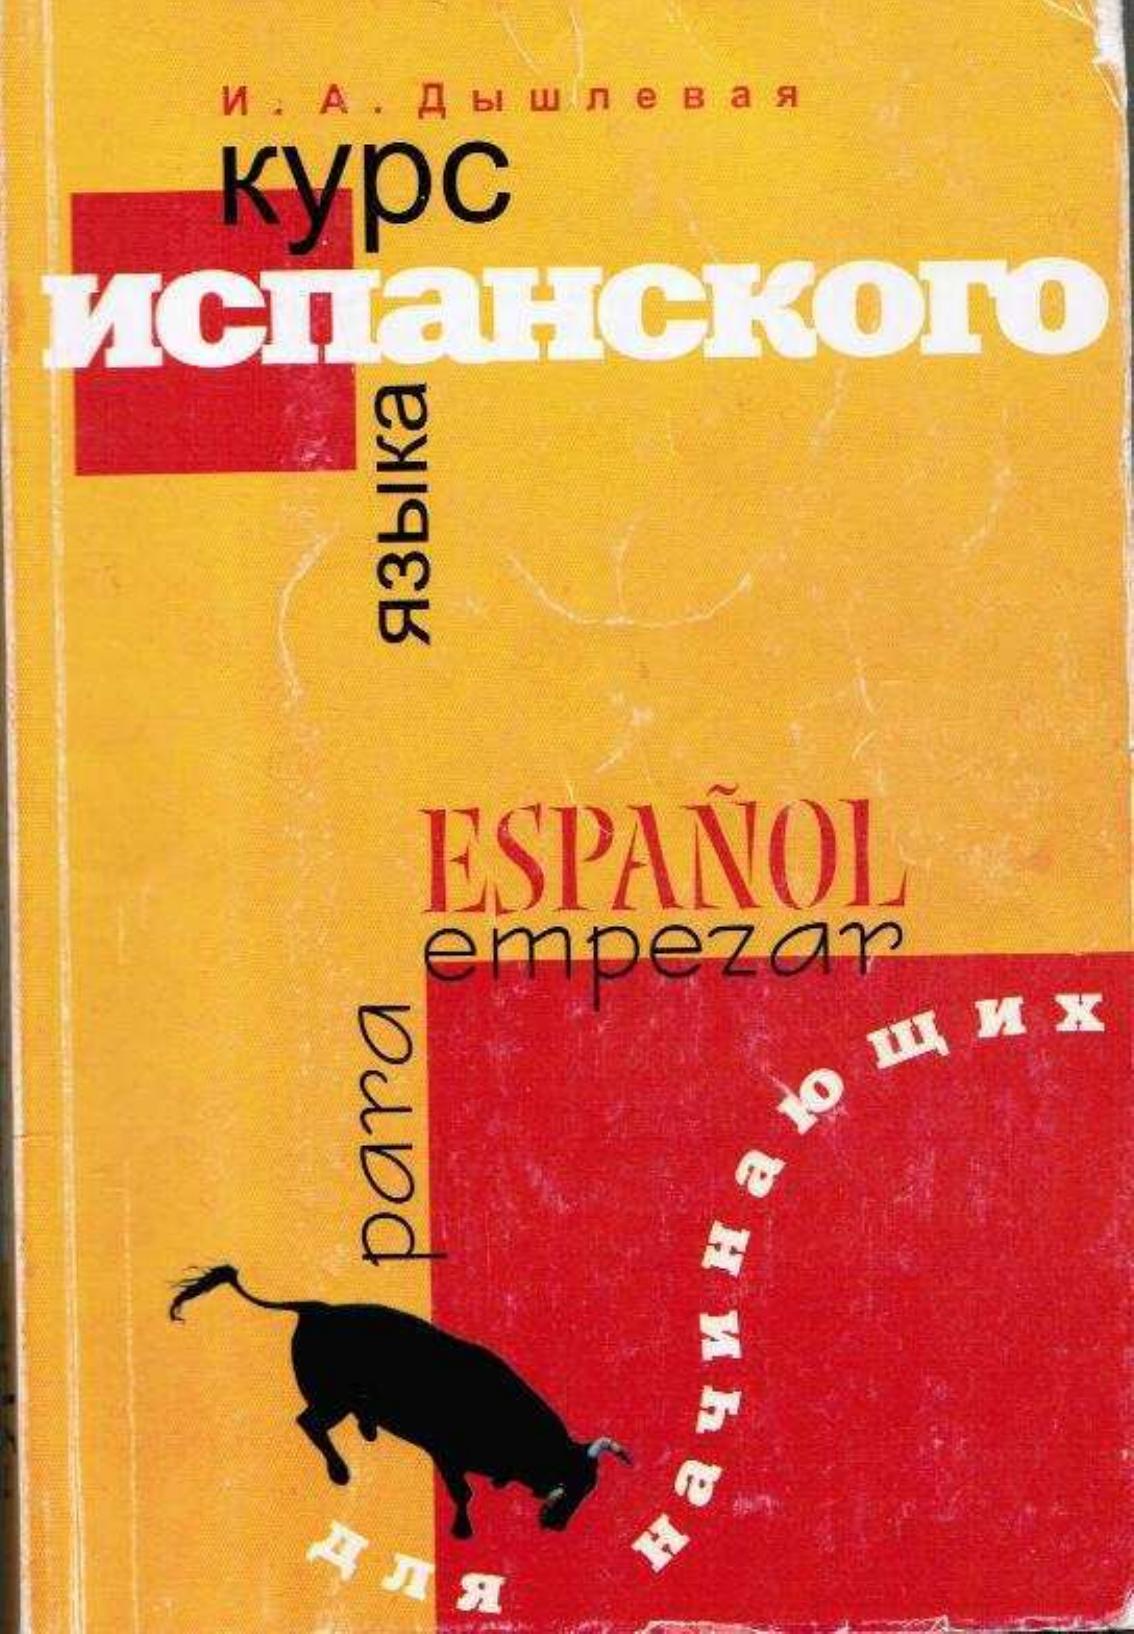 И. А. Дышлевая
курс
испанского
языка
ESPAÑOL
empezar
para
для
начинающих